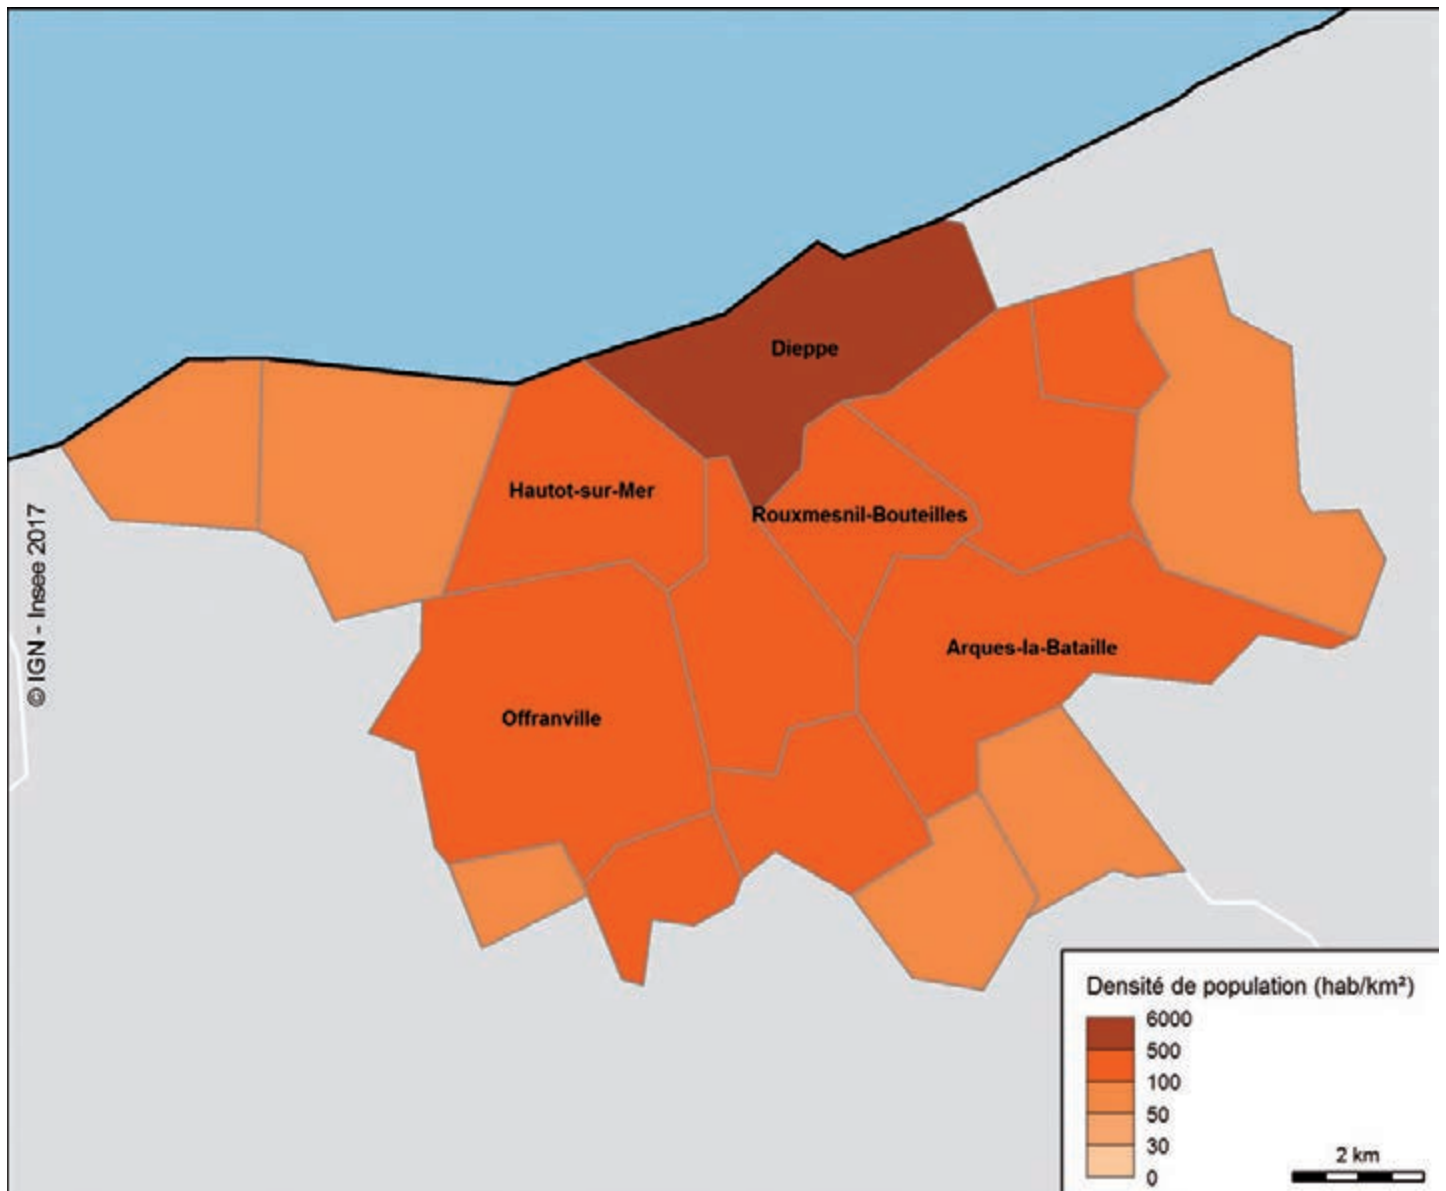 Dieppe
Hautot-sur-Mer
Rouxmesnil-Bouteilles
Arques-la-Bataille
Offranville
© IGN - Insee 2017
Densité de population (hab/km²)
6000
500
100
50
30
0
2 km